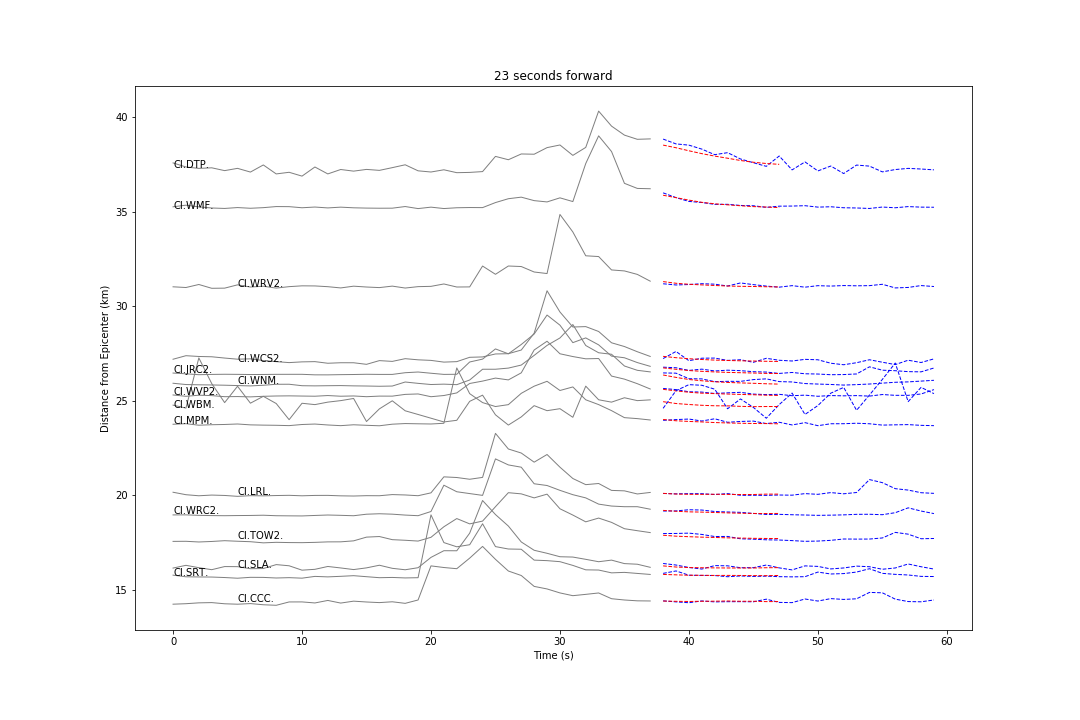 23 seconds forward
40
CI.DTP.
35
CI.WMF.
CI.WRV2.
30
CI.WCS2.
CI.JRC2.
CI.WNM.
CI.WVP2.
25
CI.WBM.
CI.MPM.
20
CI.LRL.
CI.WRC2.
CI.TOW2.
CI.SLA.
CI.SRT.
15
CI.CCC.
Distance from Epicenter (km)
0 10 20 30 40 50 60
Time (s)